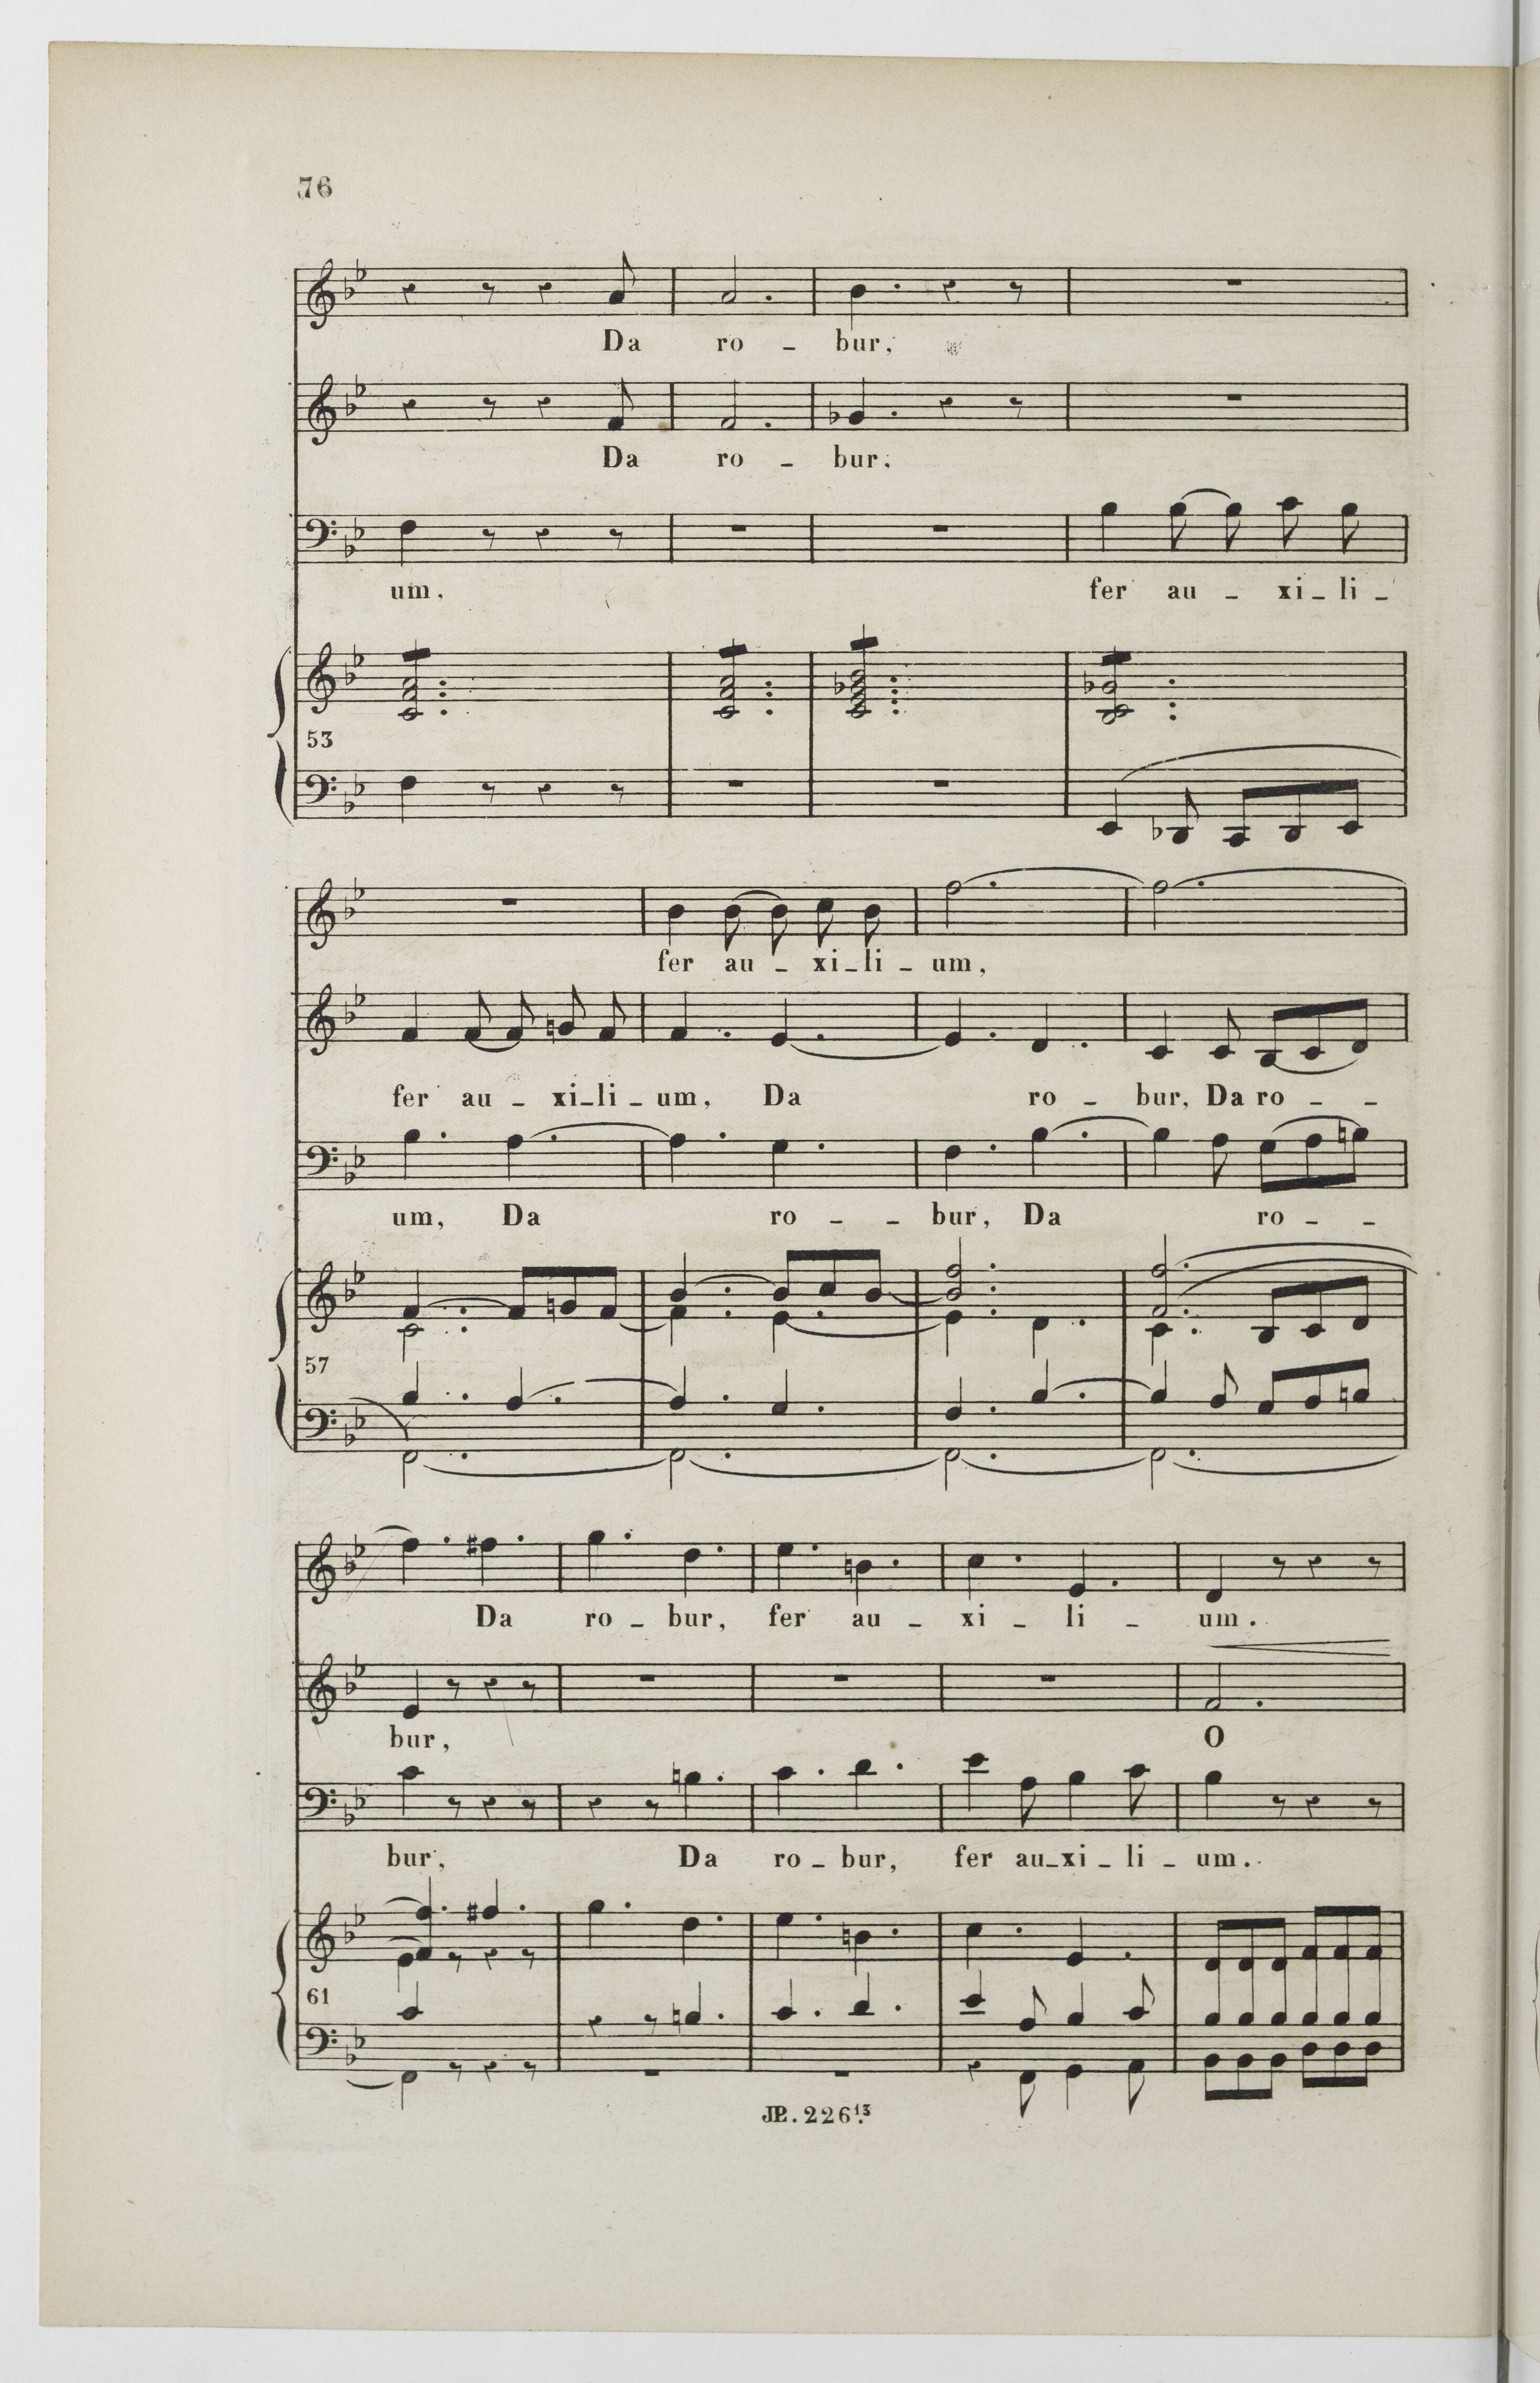 76
Da ro - bur,
Da ro - bur,
um, fer au - xi - li -
53
fer au - xi - li - um,
fer au - xi - li - um, Da ro - bur, Da ro - -
um, Da ro - - bur, Da ro - -
57
Da ro - bur, fer au - xi - li - um.
bur, O
bur, Da ro - bur, fer au - xi - li - um.
61
JP. 226.13